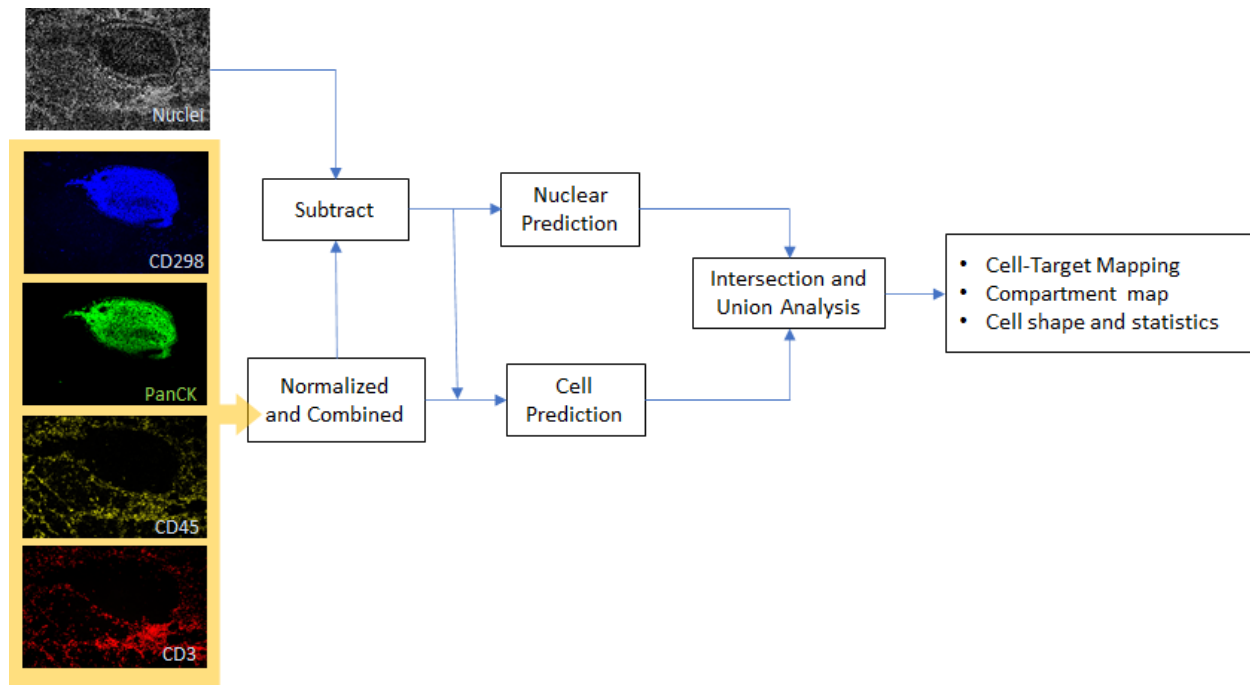 Nuclei
CD298
PanCK
CD45
CD3
Subtract
Normalized
and Combined
Nuclear
Prediction
Cell
Prediction
Intersection and
Union Analysis
• Cell-Target Mapping
• Compartment map
• Cell shape and statistics